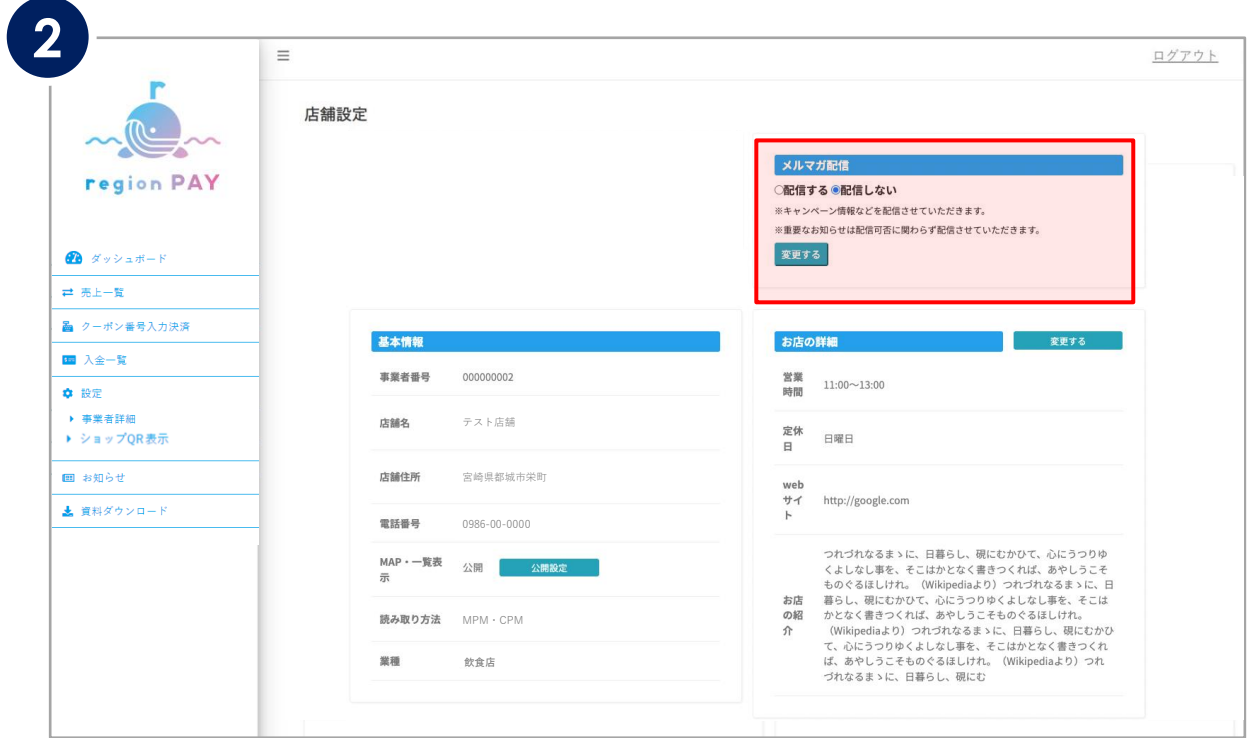 2
ログアウト
region PAY
ダッシュボード
売上一覧
クーポン番号入力決済
入金一覧
設定
事業者詳細
ショップQR表示
お知らせ
資料ダウンロード
店舗設定
メルマガ配信
配信する 配信しない
※キャンペーン情報などを配信させていただきます。
※重要なお知らせは配信可否に関わらず配信させていただきます。
変更する
基本情報
事業者番号 000000002
店舗名 テスト店舗
店舗住所 宮崎県都城市栄町
電話番号 0986-00-0000
MAP・一覧表
示
公開 公開設定
読み取り方法 MPM・CPM
業種 飲食店
お店の詳細 変更する
営業
時間
11:00〜13:00
定休
日
日曜日
web
サイ
ト
http://google.com
お店
の紹
介
つれづれなるまゝに、日暮らし、硯にむかひて、心にうつりゆ
くよしなし事を、そこはかとなく書きつくれば、あやしうこそ
ものぐるほしけれ。（Wikipediaより）つれづれなるまゝに、日
暮らし、硯にむかひて、心にうつりゆくよしなし事を、そこは
かとなく書きつくれば、あやしうこそものぐるほしけれ。
（Wikipediaより）つれづれなるまゝに、日暮らし、硯にむかひ
て、心にうつりゆくよしなし事を、そこはかとなく書きつくれ
ば、あやしうこそものぐるほしけれ。（Wikipediaより）つれ
づれなるまゝに、日暮らし、硯にむ